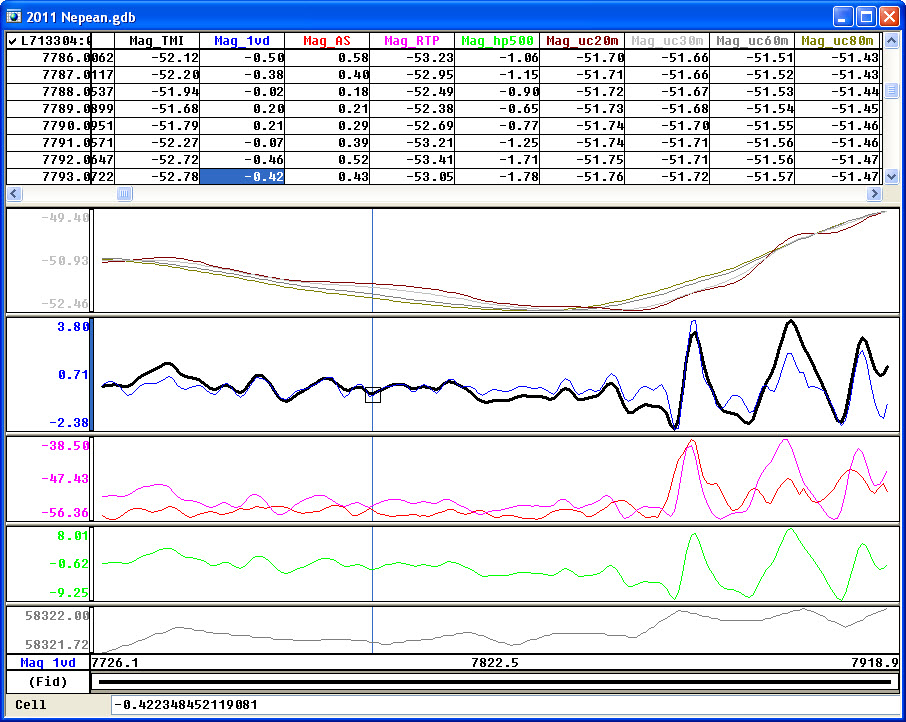 2011 Nepean.gdb
L713304:0 Mag_TMI Mag_1vd Mag_AS Mag_RTP Mag_hp500 Mag_uc20m Mag_uc30m Mag_uc60m Mag_uc80m
7786.0062 -52.12 -0.50 0.58 -53.23 -1.06 -51.70 -51.66 -51.51 -51.43
7787.0117 -52.20 -0.38 0.40 -52.95 -1.15 -51.71 -51.66 -51.52 -51.43
7788.0537 -51.94 -0.02 0.18 -52.49 -0.90 -51.72 -51.67 -51.53 -51.44
7789.0899 -51.68 0.20 0.21 -52.38 -0.65 -51.73 -51.68 -51.54 -51.45
7790.0951 -51.79 0.21 0.29 -52.69 -0.77 -51.74 -51.70 -51.55 -51.46
7791.0571 -52.27 -0.07 0.39 -53.21 -1.25 -51.74 -51.71 -51.56 -51.46
7792.0647 -52.72 -0.46 0.52 -53.41 -1.71 -51.75 -51.71 -51.56 -51.47
7793.0722 -52.78 -0.42 0.43 -53.05 -1.78 -51.76 -51.72 -51.57 -51.47
-49.40
-50.93
-52.46
3.80
0.71
-2.38
-38.50
-47.43
-56.36
8.01
-0.62
-9.25
58322.00
58321.72
Mag_1vd 7726.1 7822.5 7918.9
(Fid)
Cell -0.422348452119081